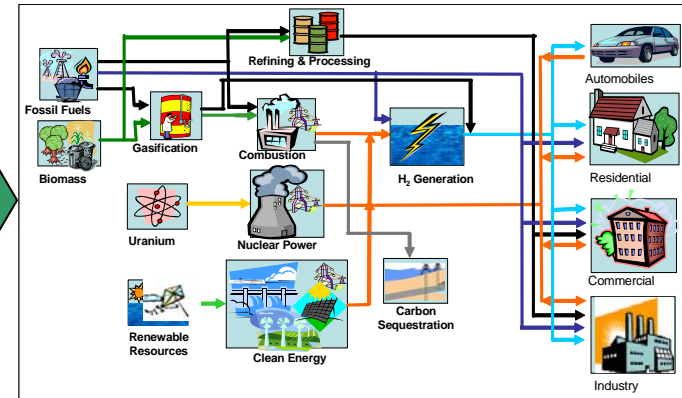 Refining & Processing
Automobiles
Fossil Fuels
Gasification
Combustion
H₂ Generation
Biomass
Residential
Uranium
Nuclear Power
Commercial
Renewable
Resources
Clean Energy
Carbon
Sequestration
Industry